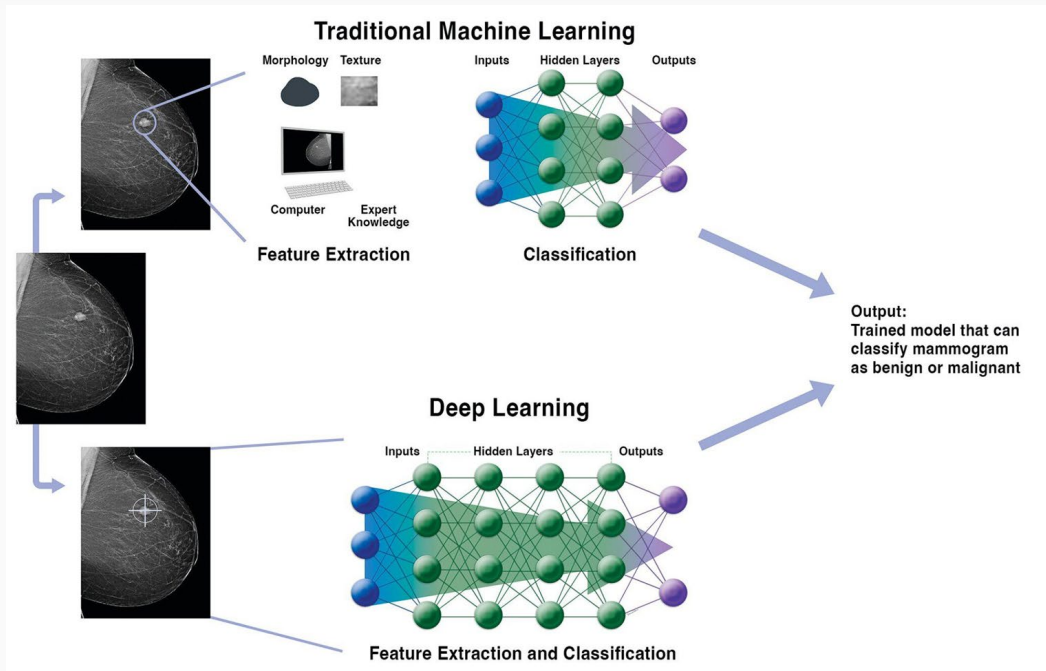 Traditional Machine Learning
Morphology Texture
Inputs Hidden Layers Outputs
Computer
Expert
Knowledge
Feature Extraction
Classification
Output:
Trained model that can
classify mammogram
as benign or malignant
Deep Learning
Inputs Hidden Layers Outputs
Feature Extraction and Classification